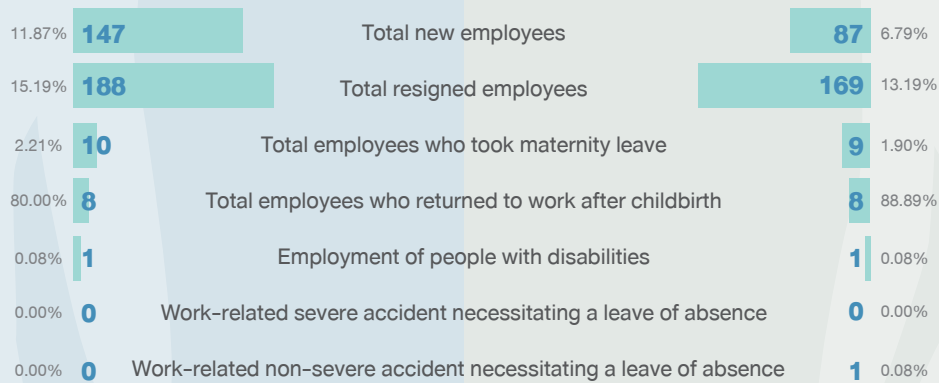 11.87% 147 Total new employees 87 6.79%
15.19% 188 Total resigned employees 169 13.19%
2.21% 10 Total employees who took maternity leave 9 1.90%
80.00% 8 Total employees who returned to work after childbirth 8 88.89%
0.08% 1 Employment of people with disabilities 1 0.08%
0.00% 0 Work-related severe accident necessitating a leave of absence 0 0.00%
0.00% 0 Work-related non-severe accident necessitating a leave of absence 1 0.08%